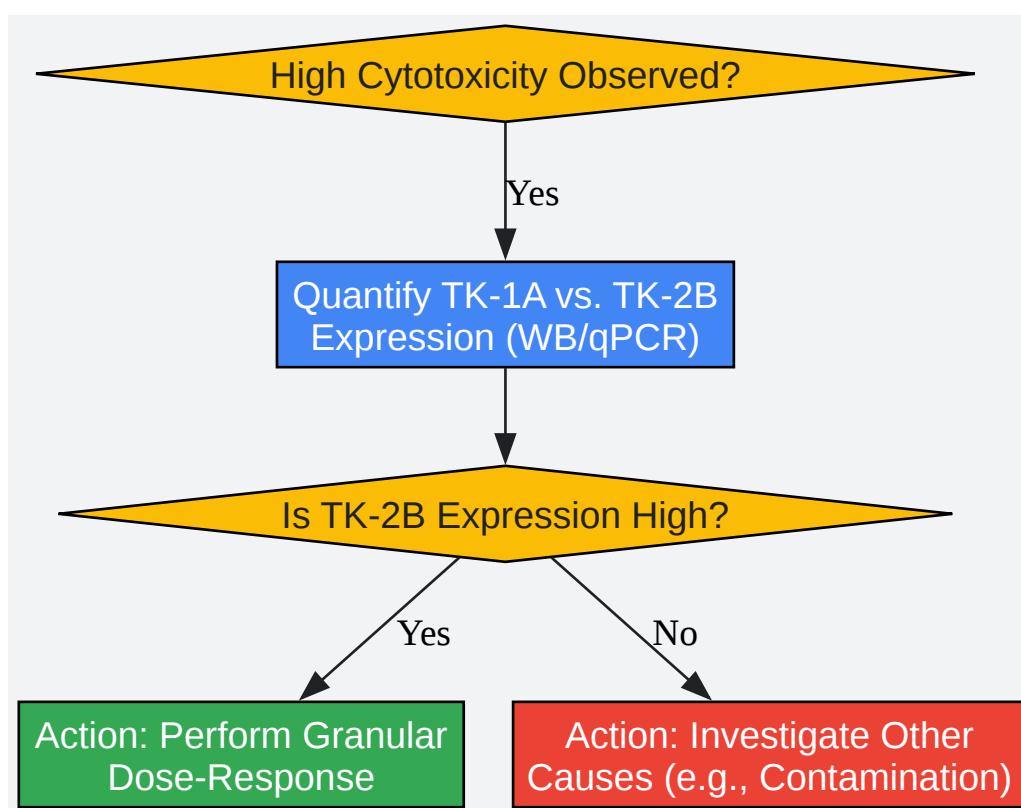 High Cytotoxicity Observed?
Yes
Quantify TK-1A vs. TK-2B
Expression (WB/qPCR)
Is TK-2B Expression High?
Yes
No
Action: Perform Granular
Dose-Response
Action: Investigate Other
Causes (e.g., Contamination)